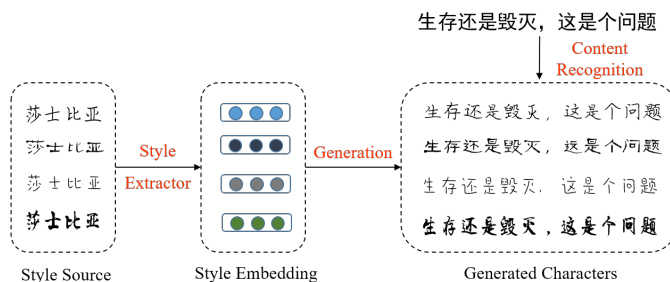 生存还是毁灭，这是个问题
Content
Recognition
莎士比亚
莎士比亚
莎士比亚
莎士比亚
Style
Extractor
Generation
生存还是毁灭，这是个问题
生存还是毁灭，这是个问题
生存还是毁灭，这是个问题
生存还是毁灭，这是个问题
Style Source
Style Embedding
Generated Characters